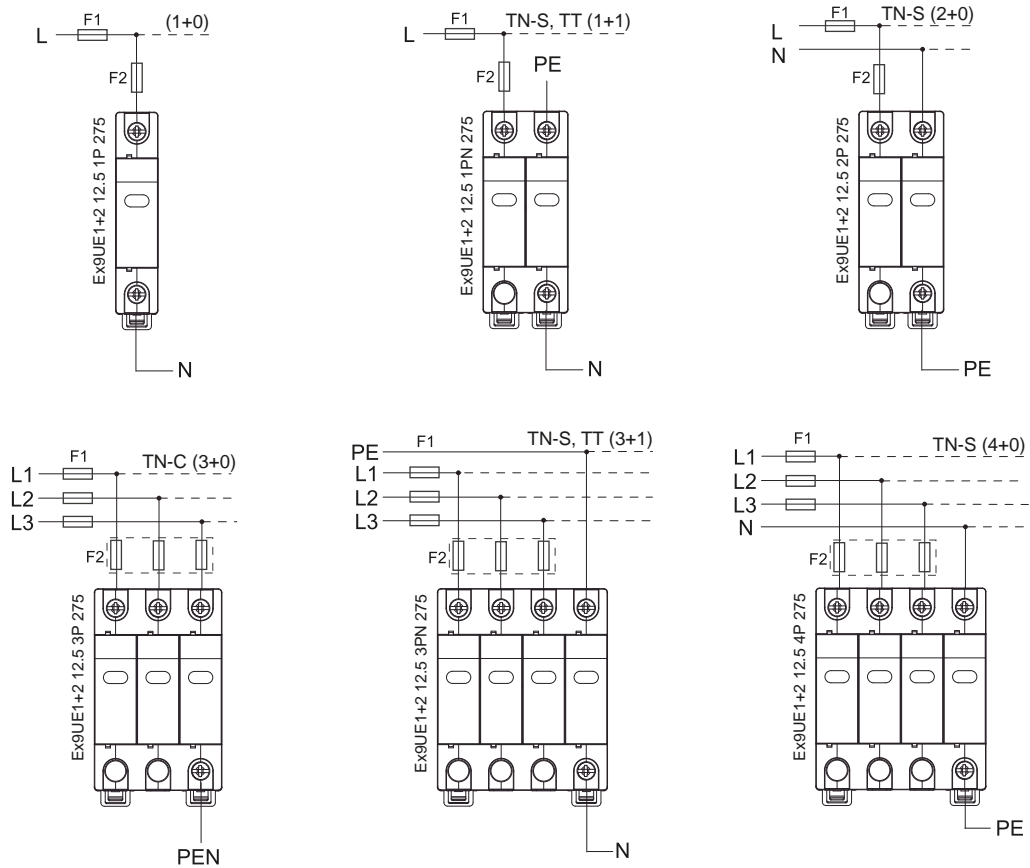 F1
(1+0)
L
F2
Ex9UE1+2 12.5 1P 275
N
F1
TN-S, TT (1+1)
L
F2
PE
Ex9UE1+2 12.5 1PN 275
N
F1
TN-S (2+0)
L
N
F2
Ex9UE1+2 12.5 2P 275
PE
F1
TN-C (3+0)
L1
L2
L3
F2
Ex9UE1+2 12.5 3P 275
PEN
F1
TN-S, TT (3+1)
PE
L1
L2
L3
F2
Ex9UE1+2 12.5 3PN 275
N
F1
TN-S (4+0)
L1
L2
L3
N
F2
Ex9UE1+2 12.5 4P 275
PE